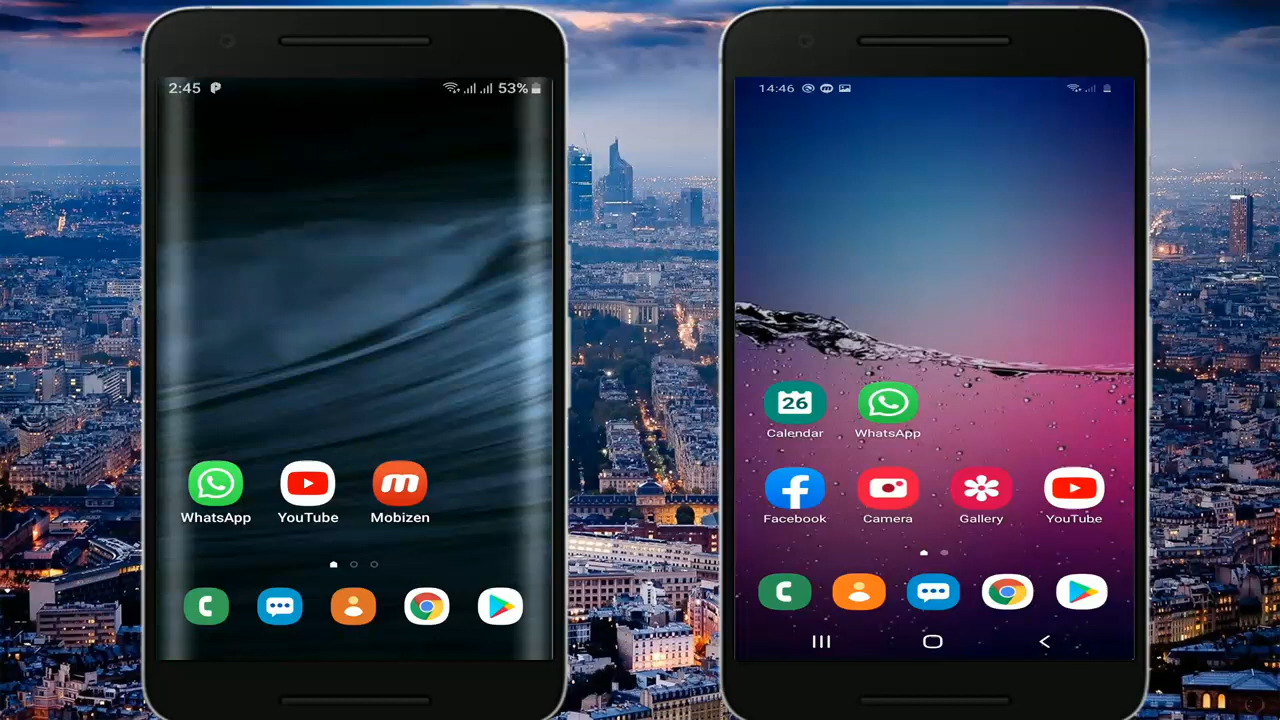 2:45
53%
WhatsApp
YouTube
Mobizen
14:46
26
Calendar
WhatsApp
Facebook
Camera
Gallery
YouTube